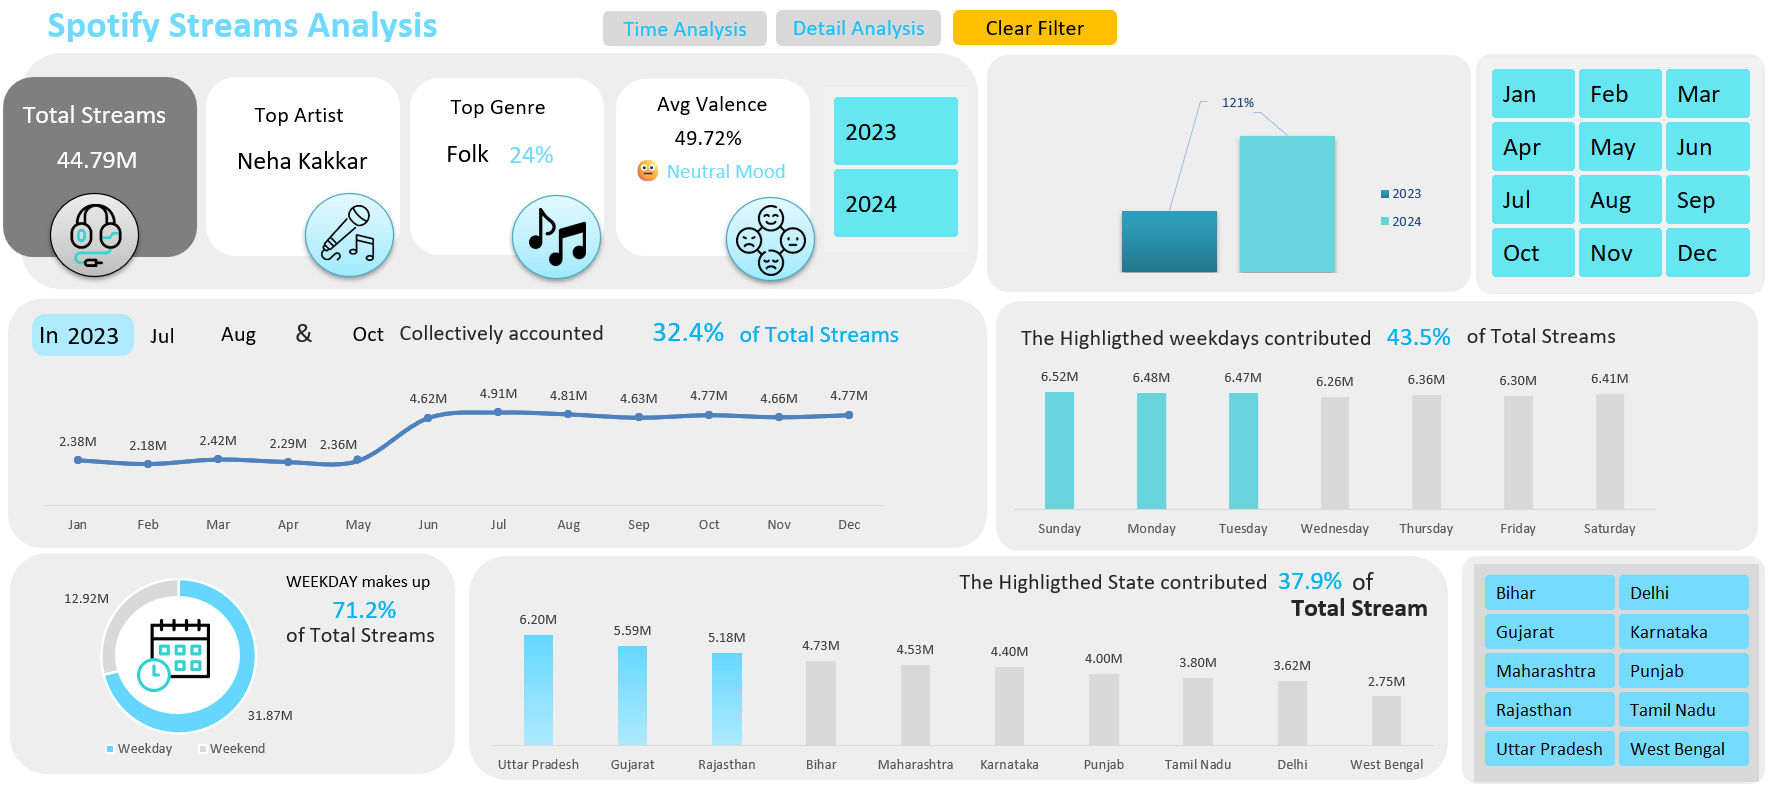 Spotify Streams Analysis
Time Analysis
Detail Analysis
Clear Filter
Total Streams
44.79M
Top Artist
Neha Kakkar
Top Genre
Folk 24%
Avg Valence
49.72%
Neutral Mood
2023
2024
121%
2023
2024
Jan Feb Mar
Apr May Jun
Jul Aug Sep
Oct Nov Dec
In 2023 Jul Aug & Oct Collectively accounted 32.4% of Total Streams
2.38M 2.18M 2.42M 2.29M 2.36M 4.62M 4.91M 4.81M 4.63M 4.77M 4.66M 4.77M
Jan Feb Mar Apr May Jun Jul Aug Sep Oct Nov Dec
The Highligthed weekdays contributed 43.5% of Total Streams
6.52M 6.48M 6.47M 6.26M 6.36M 6.30M 6.41M
Sunday Monday Tuesday Wednesday Thursday Friday Saturday
WEEKDAY makes up
71.2%
of Total Streams
12.92M
31.87M
Weekday Weekend
The Highligthed State contributed 37.9% of
Total Stream
6.20M 5.59M 5.18M 4.73M 4.53M 4.40M 4.00M 3.80M 3.62M 2.75M
Uttar Pradesh Gujarat Rajasthan Bihar Maharashtra Karnataka Punjab Tamil Nadu Delhi West Bengal
Bihar Delhi
Gujarat Karnataka
Maharashtra Punjab
Rajasthan Tamil Nadu
Uttar Pradesh West Bengal